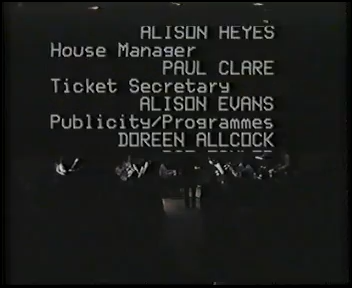 ALISON HEYES
House Manager
PAUL CLARE
Ticket Secretary
ALISON EVANS
Publicity/Programmes
DOREEN ALLCOCK